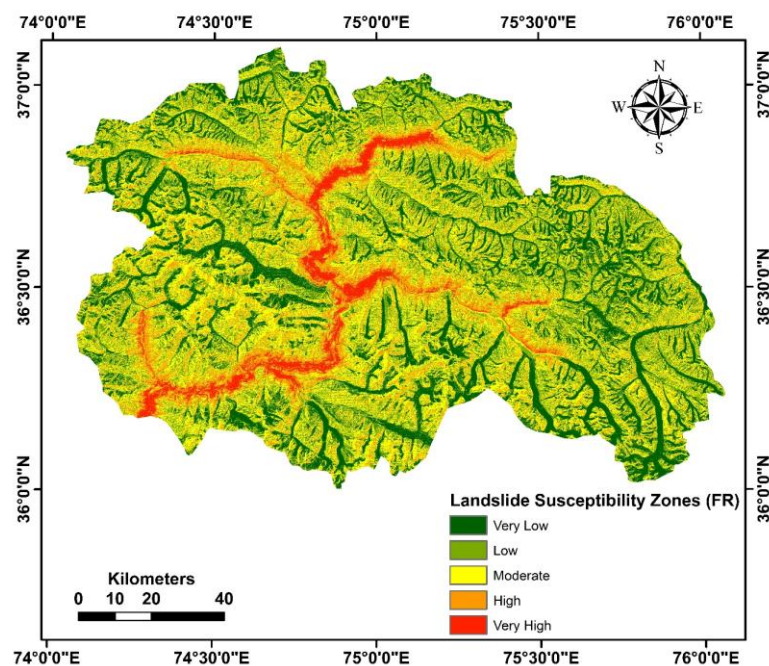 74°0'0"E 74°30'0"E 75°0'0"E 75°30'0"E 76°0'0"E
37°0'0"N 37°0'0"N
N
W E
S
36°30'0"N 36°30'0"N
36°0'0"N 36°0'0"N
Landslide Susceptibility Zones (FR)
Very Low
Low
Moderate
High
Very High
Kilometers
0 10 20 40
74°0'0"E 74°30'0"E 75°0'0"E 75°30'0"E 76°0'0"E